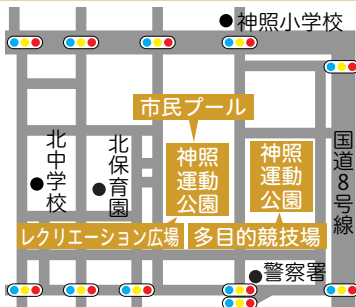 神照小学校
市民プール
北中学校
北保育園
神照運動公園
神照運動公園
国道8号線
レクリエーション広場
多目的競技場
警察署